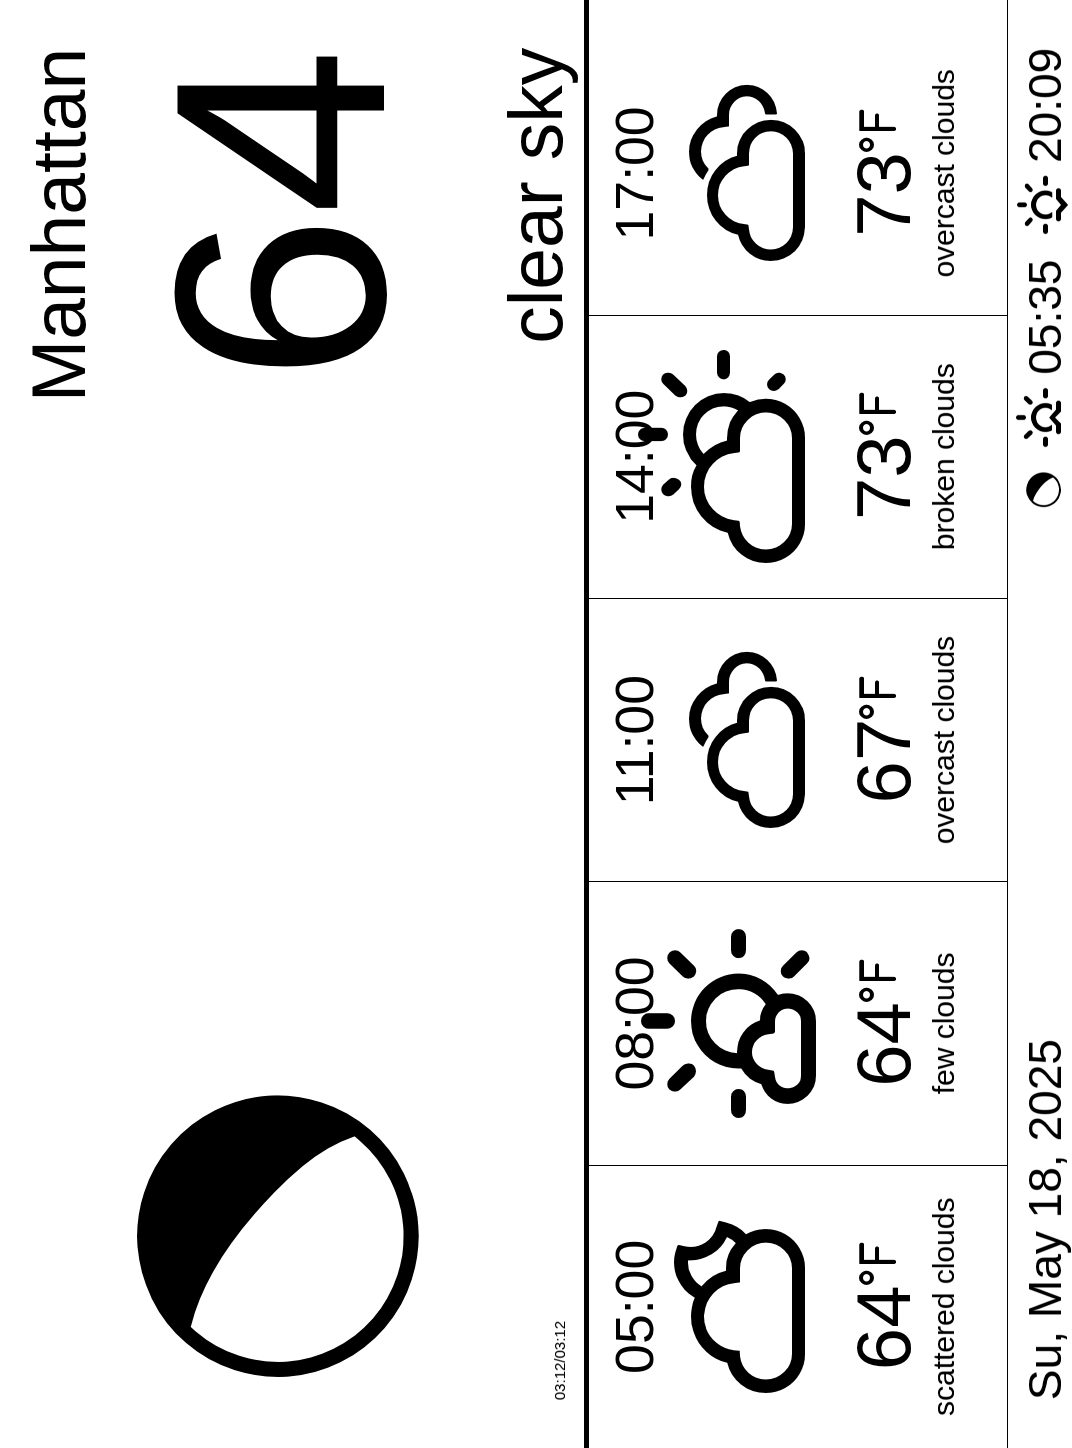 Manhattan
64
clear sky
03:12/03:12
05:00
64°F
scattered clouds
08:00
64°F
few clouds
11:00
67°F
overcast clouds
14:00
73°F
broken clouds
17:00
73°F
overcast clouds
Su, May 18, 2025
05:35 20:09